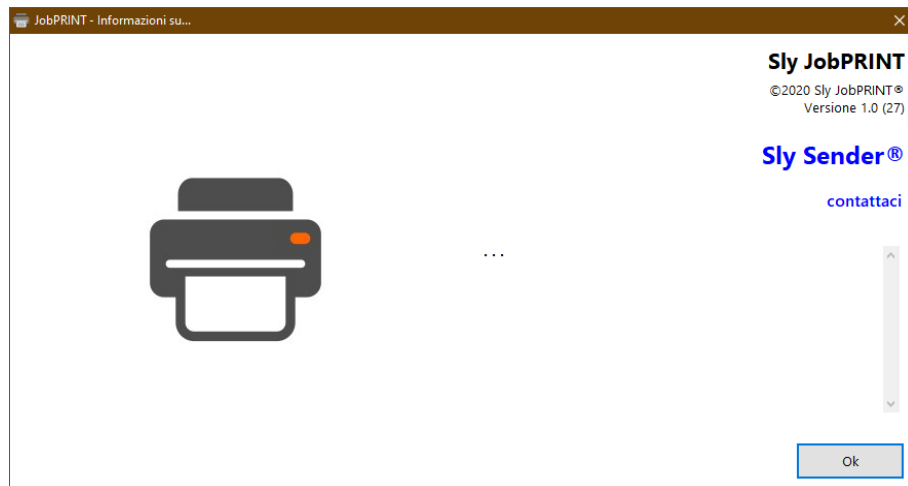 JobPRINT - Informazioni su...
Sly JobPRINT
©2020 Sly JobPRINT®
Versione 1.0 (27)
Sly Sender®
contattaci
...
Ok